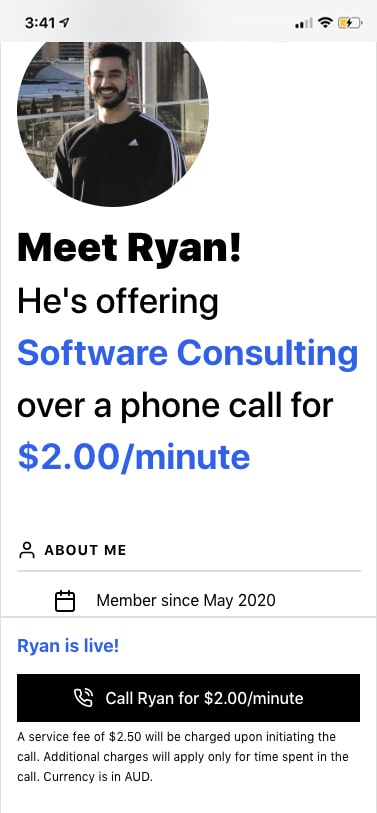 3:41
Meet Ryan!
He's offering
Software Consulting
over a phone call for
$2.00/minute
ABOUT ME
Member since May 2020
Ryan is live!
Call Ryan for $2.00/minute
A service fee of $2.50 will be charged upon initiating the
call. Additional charges will apply only for time spent in the
call. Currency is in AUD.